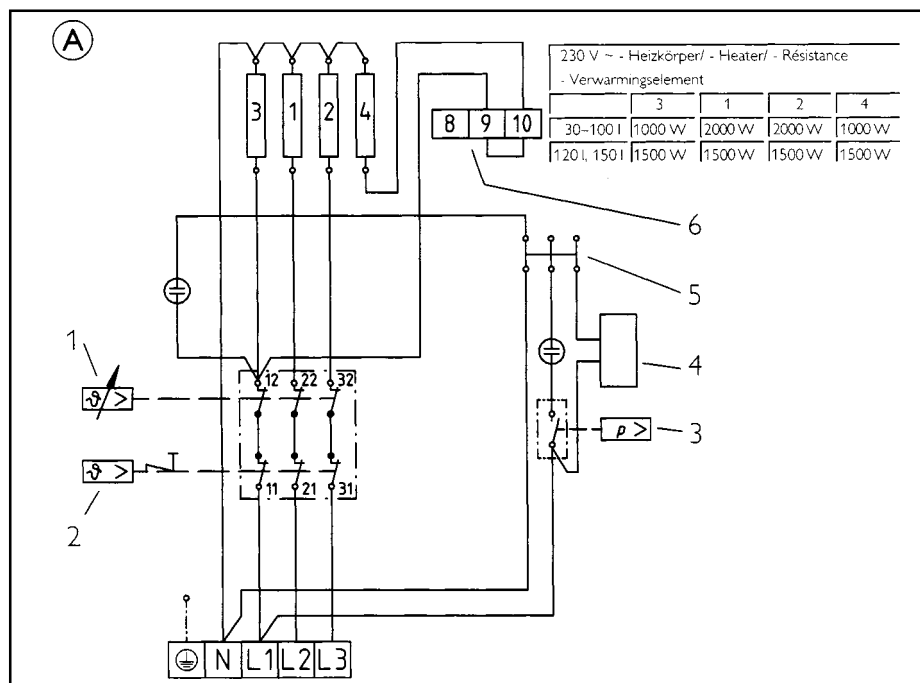 A
230 V ~ - Heizkörper/ - Heater/ - Résistance
- Verwarmingselement
3 1 2 4
30–100 l 1000 W 2000 W 2000 W 1000 W
120 l, 150 l 1500 W 1500 W 1500 W 1500 W
3 1 2 4
8 9 10
6
5
4
1
12 22 32
ϑ >
p >
3
ϑ >
11 21 31
2
N L1 L2 L3